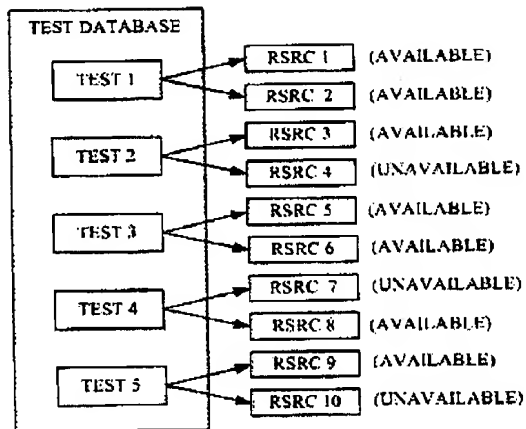 TEST DATABASE
TEST 1
RSRC 1 (AVAILABLE)
RSRC 2 (AVAILABLE)
TEST 2
RSRC 3 (AVAILABLE)
RSRC 4 (UNAVAILABLE)
TEST 3
RSRC 5 (AVAILABLE)
RSRC 6 (AVAILABLE)
TEST 4
RSRC 7 (UNAVAILABLE)
RSRC 8 (AVAILABLE)
TEST 5
RSRC 9 (AVAILABLE)
RSRC 10 (UNAVAILABLE)